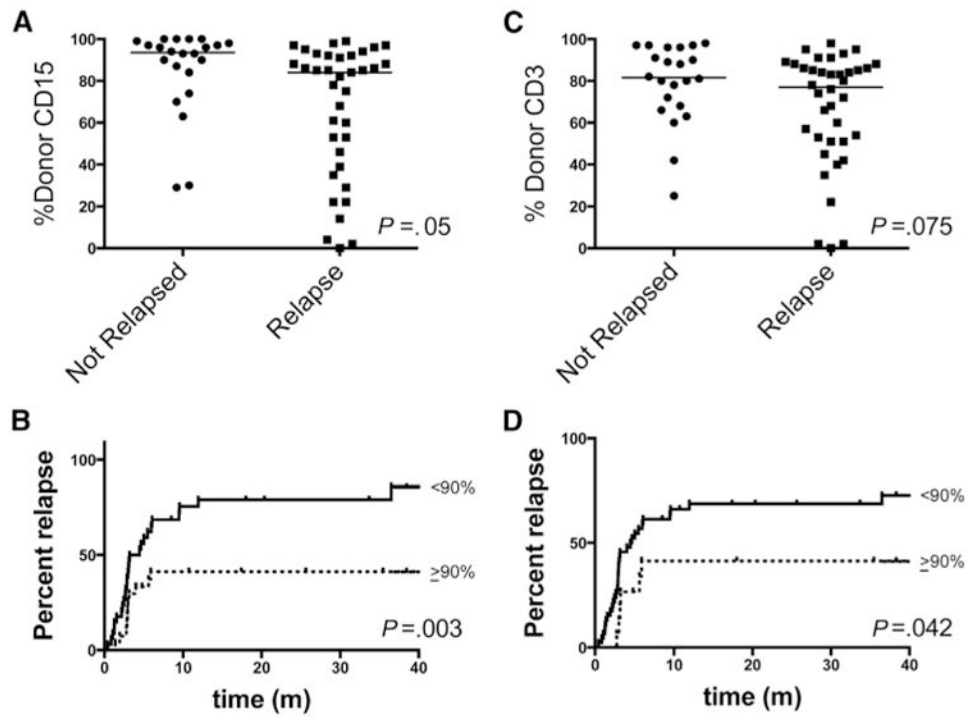 A
%Donor CD15
100
80
60
40
20
0
P =. 05
Not Relapsed
Relapse
C
% Donor CD3
100
80
60
40
20
0
P =.075
Not Relapsed
Relapse
B
Percent relapse
100
50
0
<90%
≥90%
P=.003
0 10 20 30 40
time (m)
D
Percent relapse
100
50
0
<90%
≥90%
P=.042
0 10 20 30 40
time (m)